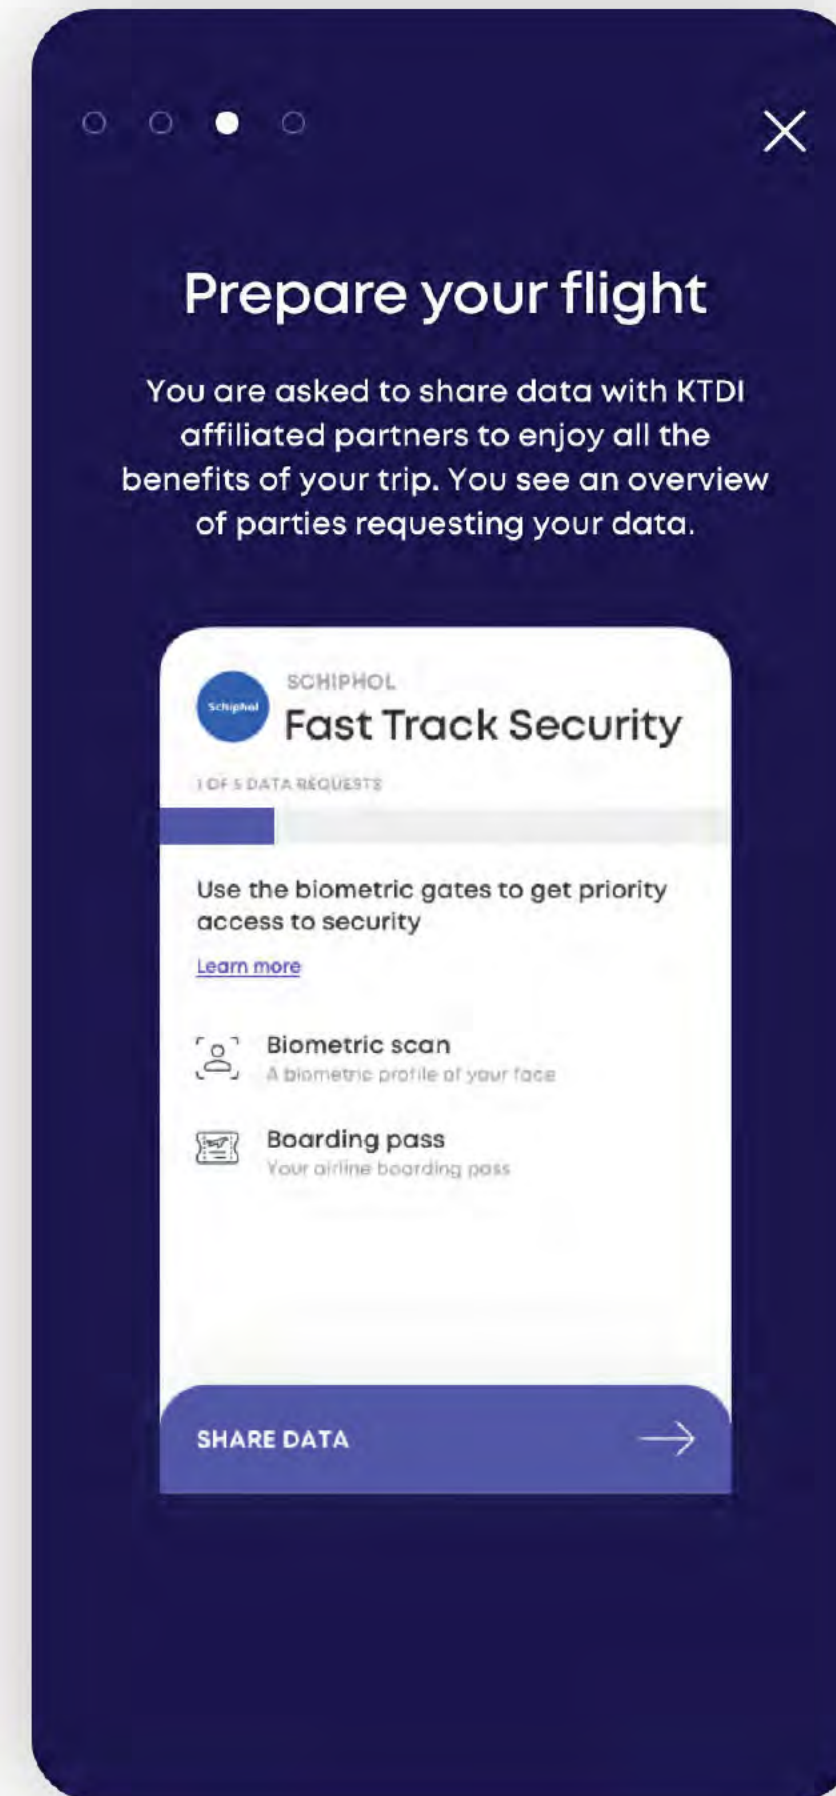 Prepare your flight
You are asked to share data with KTDI
affiliated partners to enjoy all the
benefits of your trip. You see an overview
of parties requesting your data.
SCHIPHOL
Schiphol
Fast Track Security
1 OF 5 DATA REQUESTS
Use the biometric gates to get priority
access to security
Learn more
Biometric scan
A biometric profile of your face
Boarding pass
Your airline boarding pass
SHARE DATA